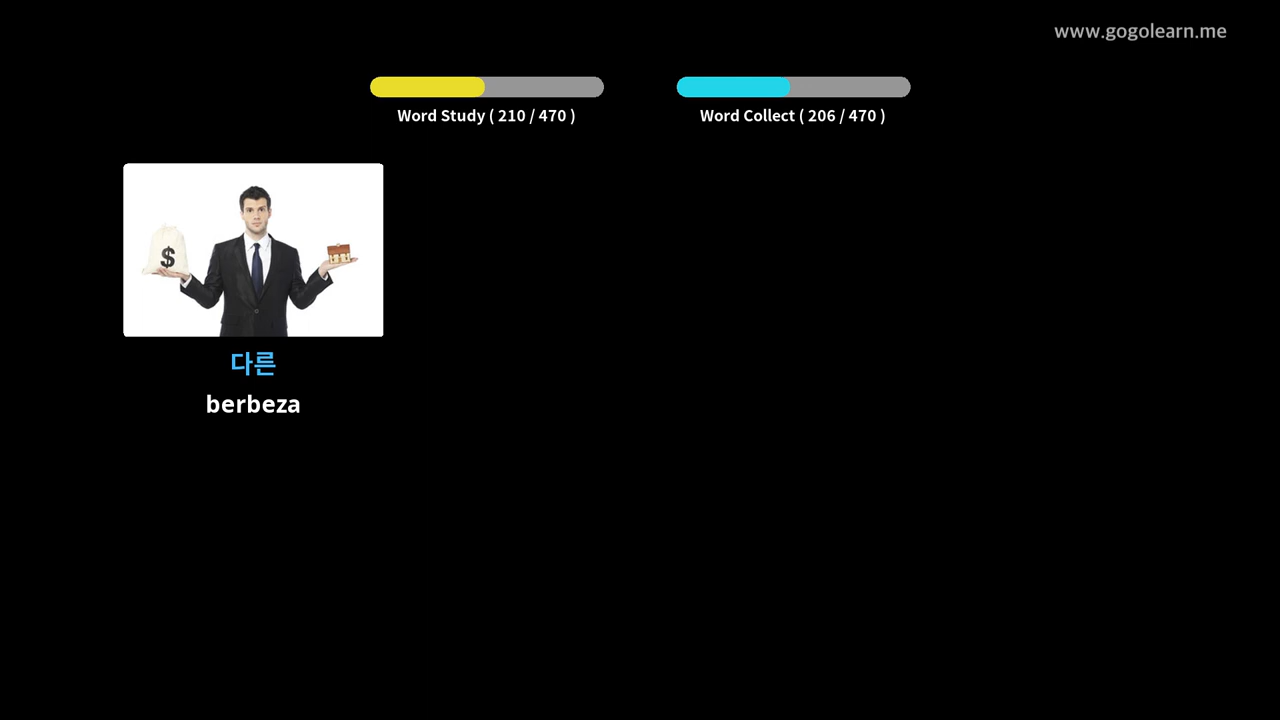 www.gogolearn.me
Word Study ( 210 / 470 )
Word Collect ( 206 / 470 )
$
다른
berbeza